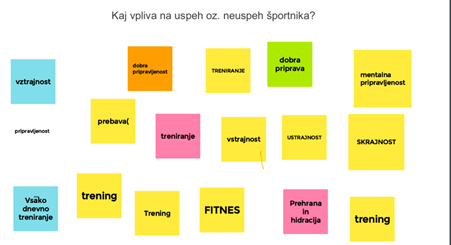 Kaj vpliva na uspeh oz. neuspeh športnika?
vztrajnost
dobra
pripravljenost
TRENIRANJE
dobra
priprava
mentalna
pripravljenost
pripravljenost
prebava(
treniranje
vstrajnost
USTRAJNOST
SKRAJNOST
Vsako
dnevno
treniranje
trening
Trening
FITNES
Prehrana
in
hidracija
trening